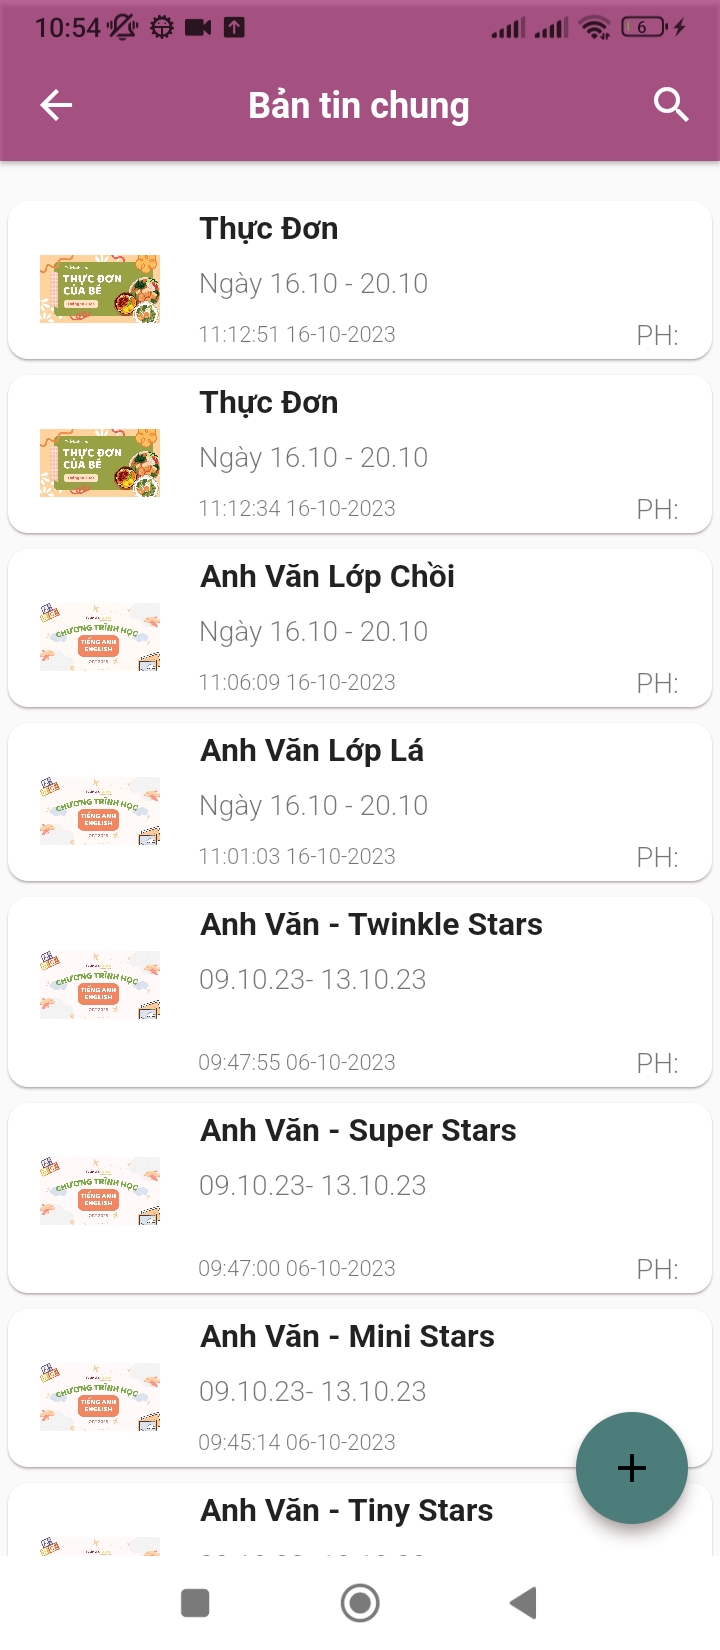 10:54
6
Bản tin chung
Thực Đơn
THỰC ĐƠN
CỦA BÉ
Ngày 16.10 - 20.10
11:12:51 16-10-2023
PH:
Thực Đơn
THỰC ĐƠN
CỦA BÉ
Ngày 16.10 - 20.10
11:12:34 16-10-2023
PH:
Anh Văn Lớp Chồi
CHƯƠNG TRÌNH HỌC
TIẾNG ANH
ENGLISH
Ngày 16.10 - 20.10
11:06:09 16-10-2023
PH:
Anh Văn Lớp Lá
CHƯƠNG TRÌNH HỌC
TIẾNG ANH
ENGLISH
Ngày 16.10 - 20.10
11:01:03 16-10-2023
PH:
Anh Văn - Twinkle Stars
CHƯƠNG TRÌNH HỌC
TIẾNG ANH
ENGLISH
09.10.23- 13.10.23
09:47:55 06-10-2023
PH:
Anh Văn - Super Stars
CHƯƠNG TRÌNH HỌC
TIẾNG ANH
ENGLISH
09.10.23- 13.10.23
09:47:00 06-10-2023
PH:
Anh Văn - Mini Stars
CHƯƠNG TRÌNH HỌC
TIẾNG ANH
ENGLISH
09.10.23- 13.10.23
09:45:14 06-10-2023
Anh Văn - Tiny Stars